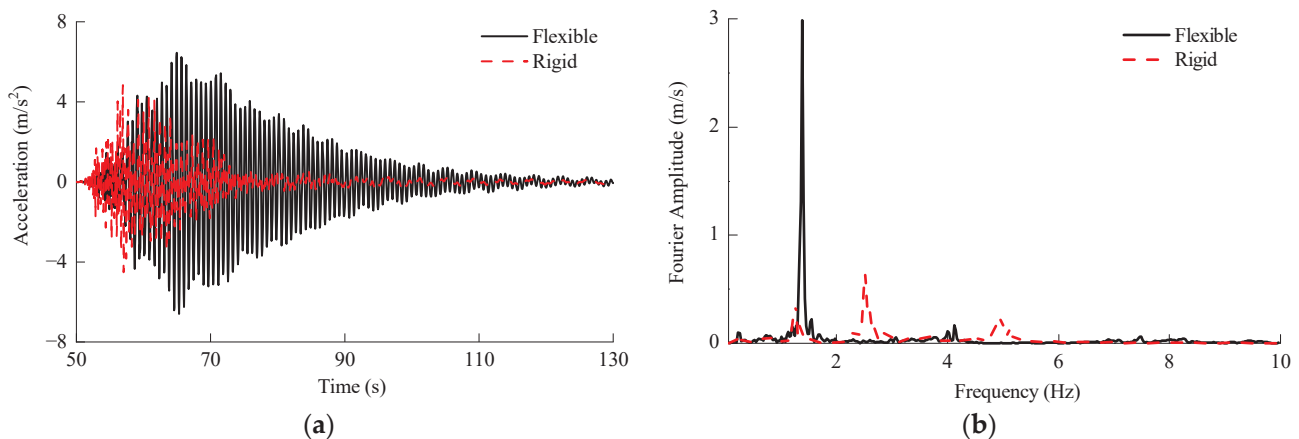 Acceleration (m/s²)
8
4
0
−4
−8
50
70
90
110
130
Time (s)
Flexible
Rigid
(a)
Fourier Amplitude (m/s)
3
2
1
0
2
4
6
8
10
Frequency (Hz)
Flexible
Rigid
(b)